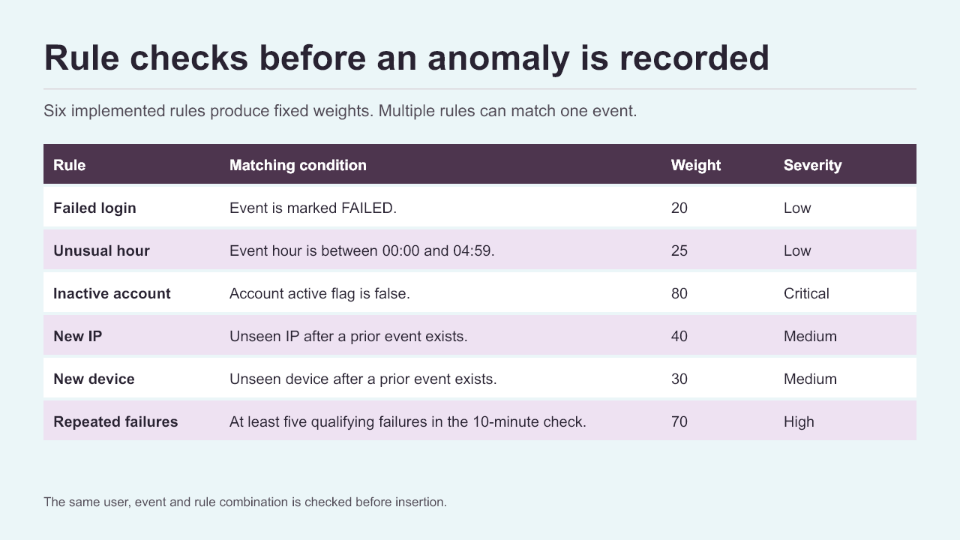 Rule checks before an anomaly is recorded
Six implemented rules produce fixed weights. Multiple rules can match one event.
Rule Matching condition Weight Severity
Failed login Event is marked FAILED. 20 Low
Unusual hour Event hour is between 00:00 and 04:59. 25 Low
Inactive account Account active flag is false. 80 Critical
New IP Unseen IP after a prior event exists. 40 Medium
New device Unseen device after a prior event exists. 30 Medium
Repeated failures At least five qualifying failures in the 10-minute check. 70 High
The same user, event and rule combination is checked before insertion.